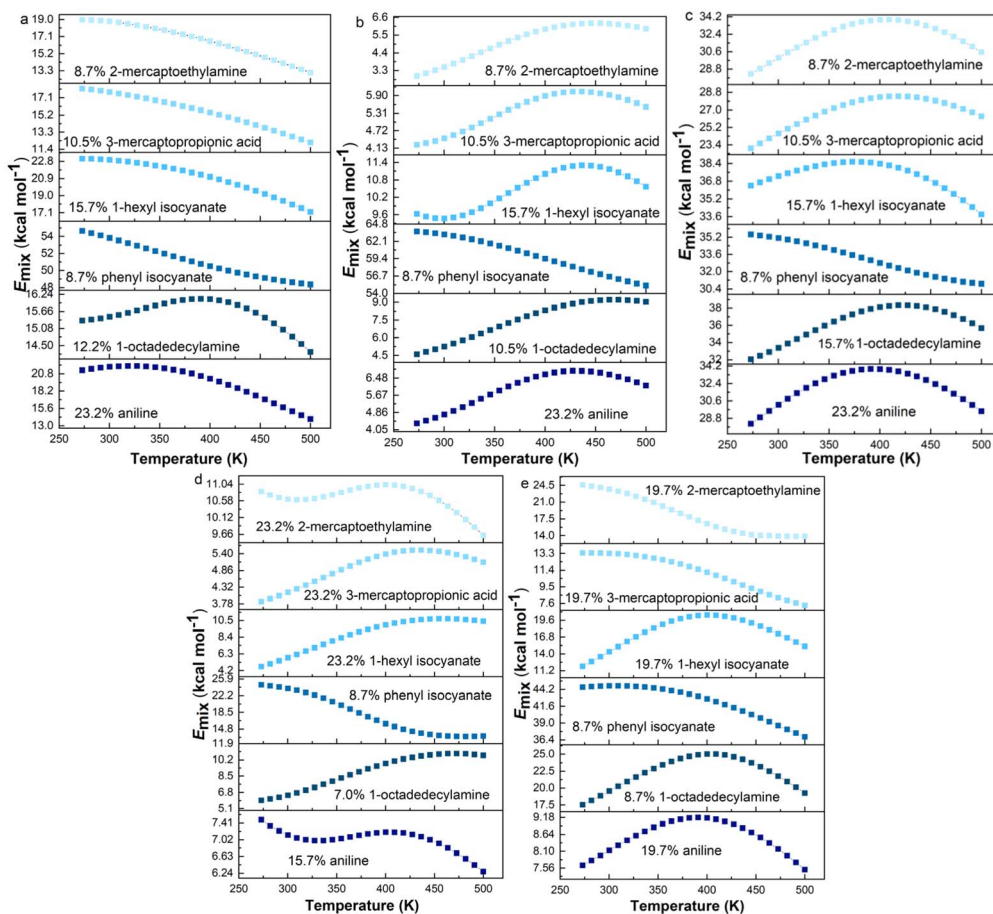 a
19.0
17.1
15.2
13.3
8.7% 2-mercaptoethylamine
17.1
15.2
13.3
11.4
10.5% 3-mercaptopropionic acid
22.8
20.9
19.0
17.1
15.7% 1-hexyl isocyanate
54
52
50
48
8.7% phenyl isocyanate
16.24
15.66
15.08
14.50
12.2% 1-octadedecylamine
20.8
18.2
15.6
13.0
23.2% aniline
250 300 350 400 450 500
Temperature (K)
Emix (kcal mol-1)
b
6.6
5.5
4.4
3.3
8.7% 2-mercaptoethylamine
5.90
5.31
4.72
4.13
10.5% 3-mercaptopropionic acid
11.4
10.8
10.2
9.6
15.7% 1-hexyl isocyanate
64.8
62.1
59.4
56.7
54.0
8.7% phenyl isocyanate
9.0
7.5
6.0
4.5
10.5% 1-octadedecylamine
6.48
5.67
4.86
4.05
23.2% aniline
250 300 350 400 450 500
Temperature (K)
Emix (kcal mol-1)
c
34.2
32.4
30.6
28.8
8.7% 2-mercaptoethylamine
28.8
27.0
25.2
23.4
10.5% 3-mercaptopropionic acid
38.4
36.8
35.2
33.6
15.7% 1-hexyl isocyanate
35.2
33.6
32.0
30.4
8.7% phenyl isocyanate
38
36
34
32
15.7% 1-octadedecylamine
34.2
32.4
30.6
28.8
23.2% aniline
250 300 350 400 450 500
Temperature (K)
Emix (kcal mol-1)
d
11.04
10.58
10.12
9.66
23.2% 2-mercaptoethylamine
5.40
4.86
4.32
3.78
23.2% 3-mercaptopropionic acid
10.5
8.4
6.3
4.2
23.2% 1-hexyl isocyanate
25.9
22.2
18.5
14.8
11.9
8.7% phenyl isocyanate
10.2
8.5
6.8
5.1
7.0% 1-octadedecylamine
7.41
7.02
6.63
6.24
15.7% aniline
250 300 350 400 450 500
Temperature (K)
Emix (kcal mol-1)
e
24.5
21.0
17.5
14.0
19.7% 2-mercaptoethylamine
13.3
11.4
9.5
7.6
19.7% 3-mercaptopropionic acid
19.6
16.8
14.0
11.2
19.7% 1-hexyl isocyanate
44.2
41.6
39.0
36.4
8.7% phenyl isocyanate
25.0
22.5
20.0
17.5
8.7% 1-octadedecylamine
9.18
8.64
8.10
7.56
19.7% aniline
250 300 350 400 450 500
Temperature (K)
Emix (kcal mol-1)